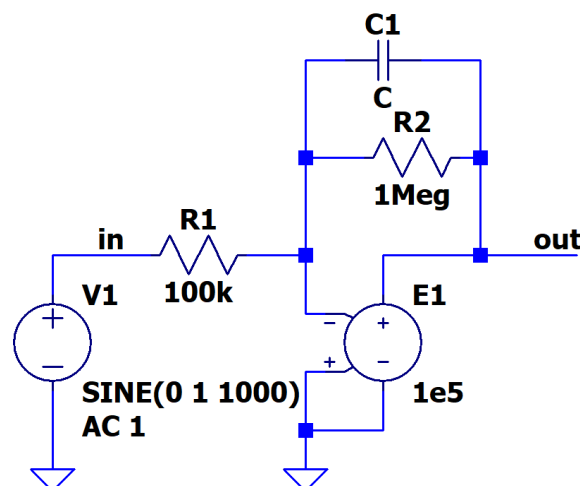 C1
C
R2
1Meg
R1
in
out
100k
V1
E1
+
−
−
+
+
−
SINE(0 1 1000)
1e5
AC 1